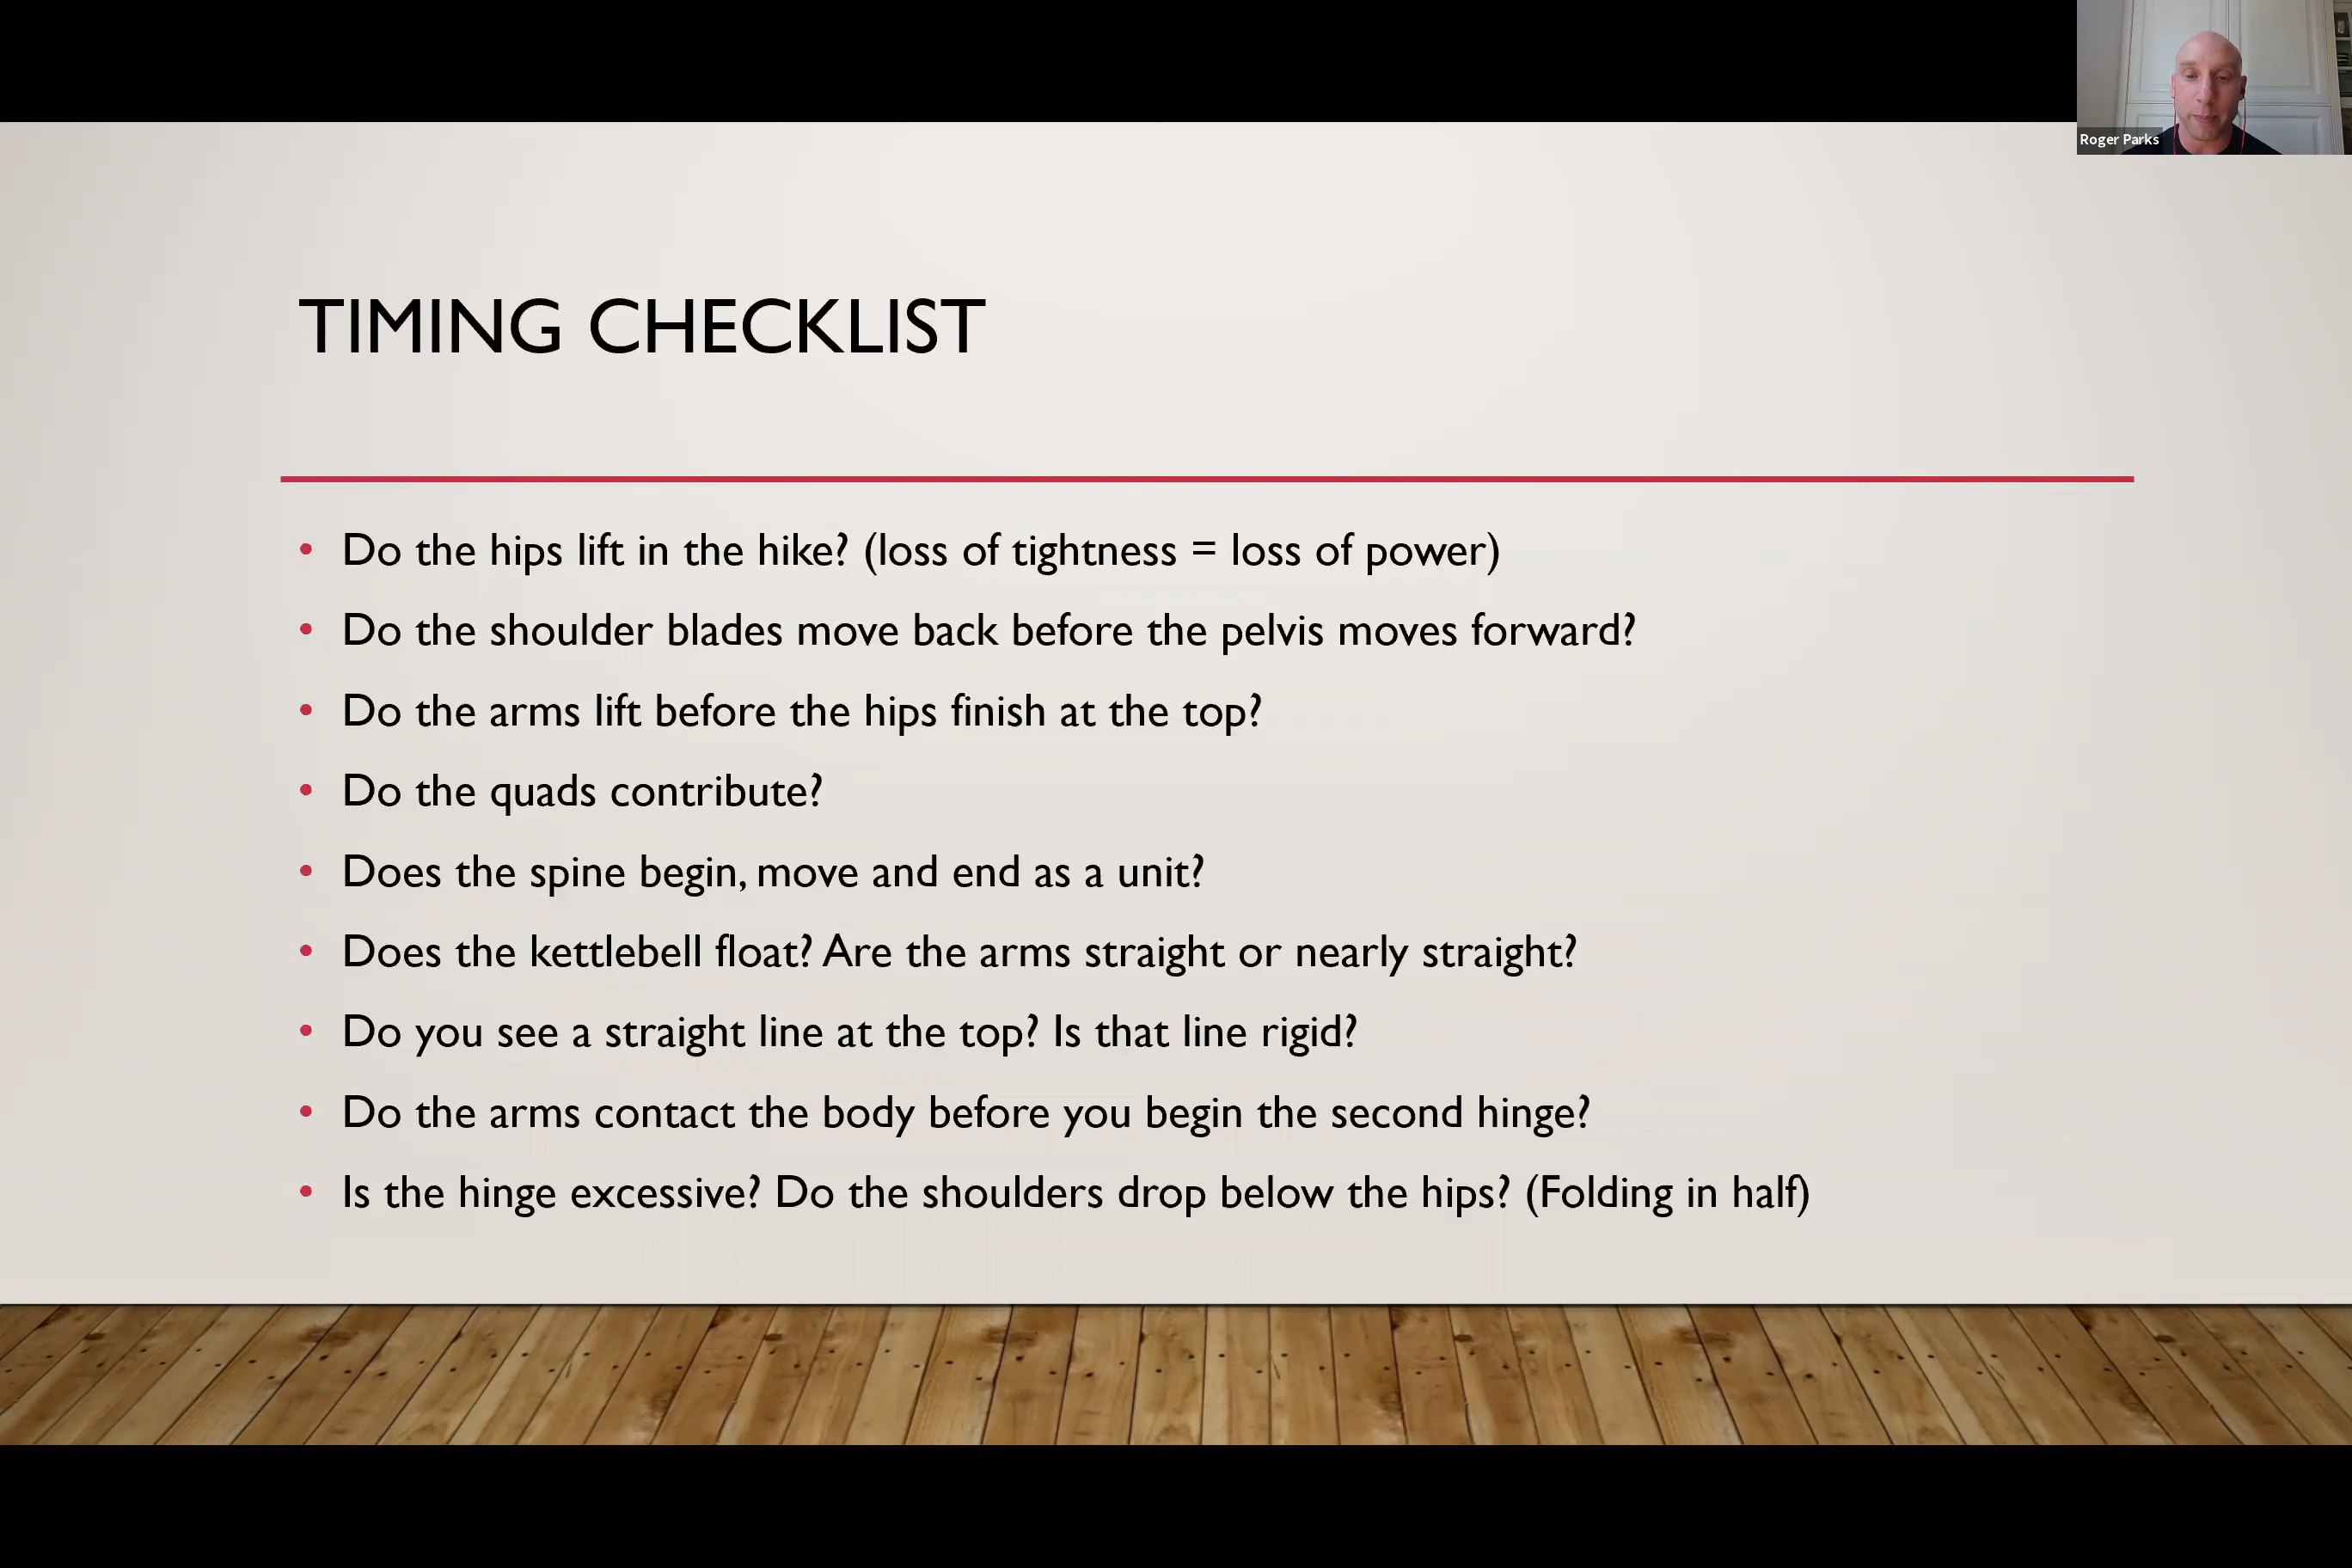 Roger Parks
TIMING CHECKLIST
• Do the hips lift in the hike? (loss of tightness = loss of power)
• Do the shoulder blades move back before the pelvis moves forward?
• Do the arms lift before the hips finish at the top?
• Do the quads contribute?
• Does the spine begin, move and end as a unit?
• Does the kettlebell float? Are the arms straight or nearly straight?
• Do you see a straight line at the top? Is that line rigid?
• Do the arms contact the body before you begin the second hinge?
• Is the hinge excessive? Do the shoulders drop below the hips? (Folding in half)